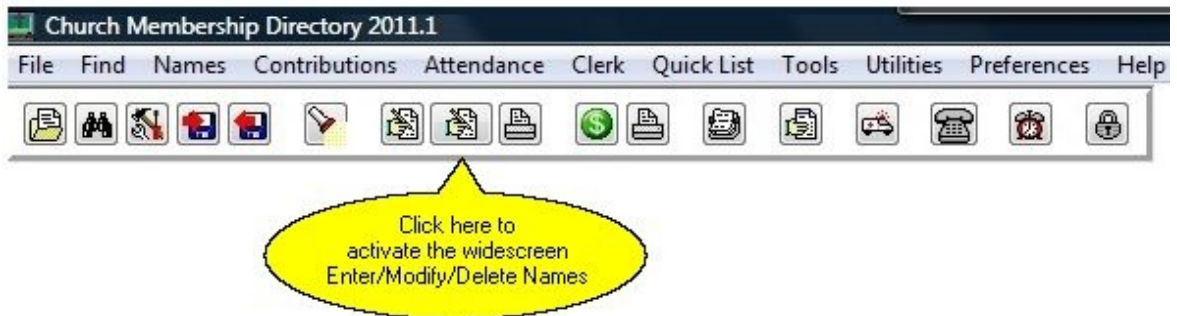 Church Membership Directory 2011.1
File Find Names Contributions Attendance Clerk Quick List Tools Utilities Preferences Help
$
Click here to
activate the widescreen
Enter/Modify/Delete Names